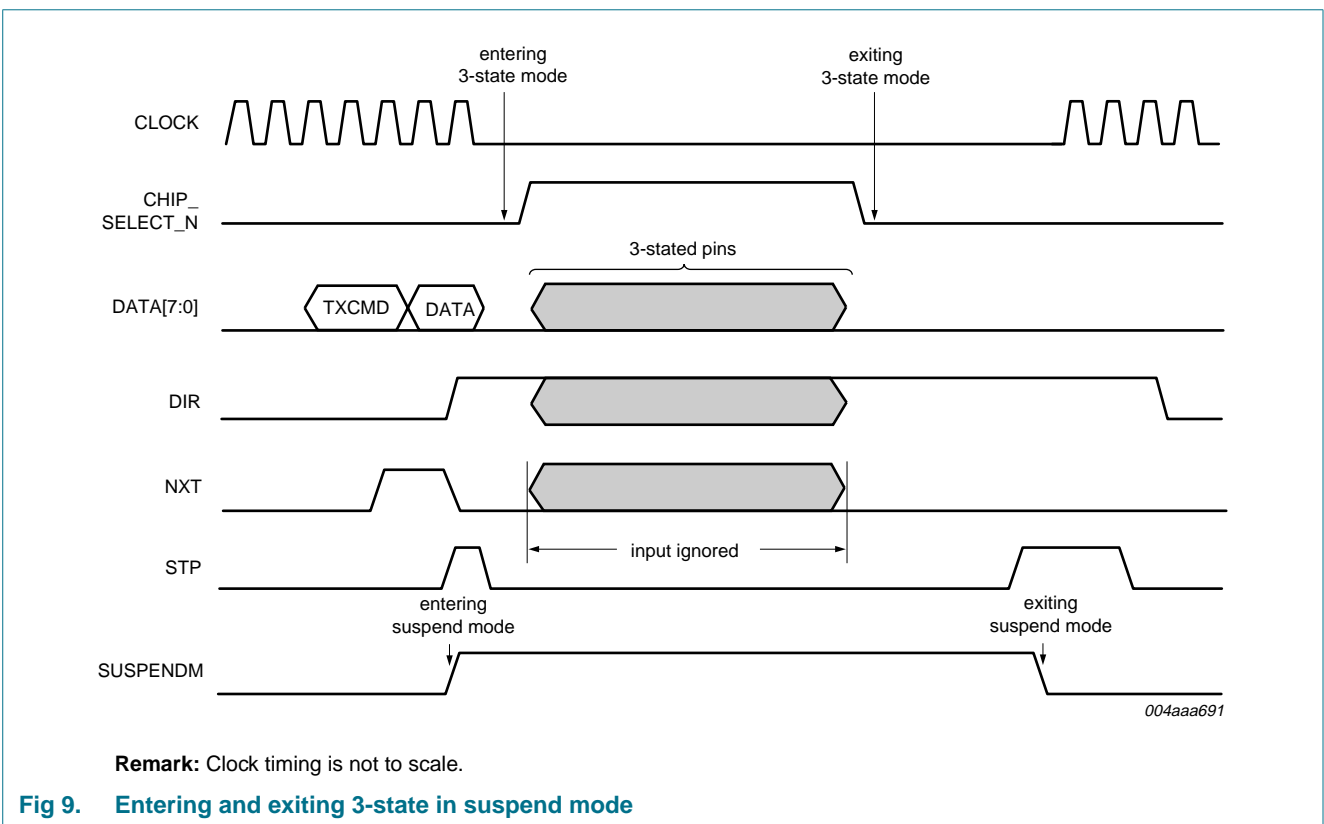 entering
3-state mode
exiting
3-state mode
CLOCK
CHIP_
SELECT_N
3-stated pins
DATA[7:0]
TXCMD
DATA
DIR
NXT
input ignored
STP
entering
suspend mode
exiting
suspend mode
SUSPENDM
004aaa691
Remark: Clock timing is not to scale.
Fig 9. Entering and exiting 3-state in suspend mode